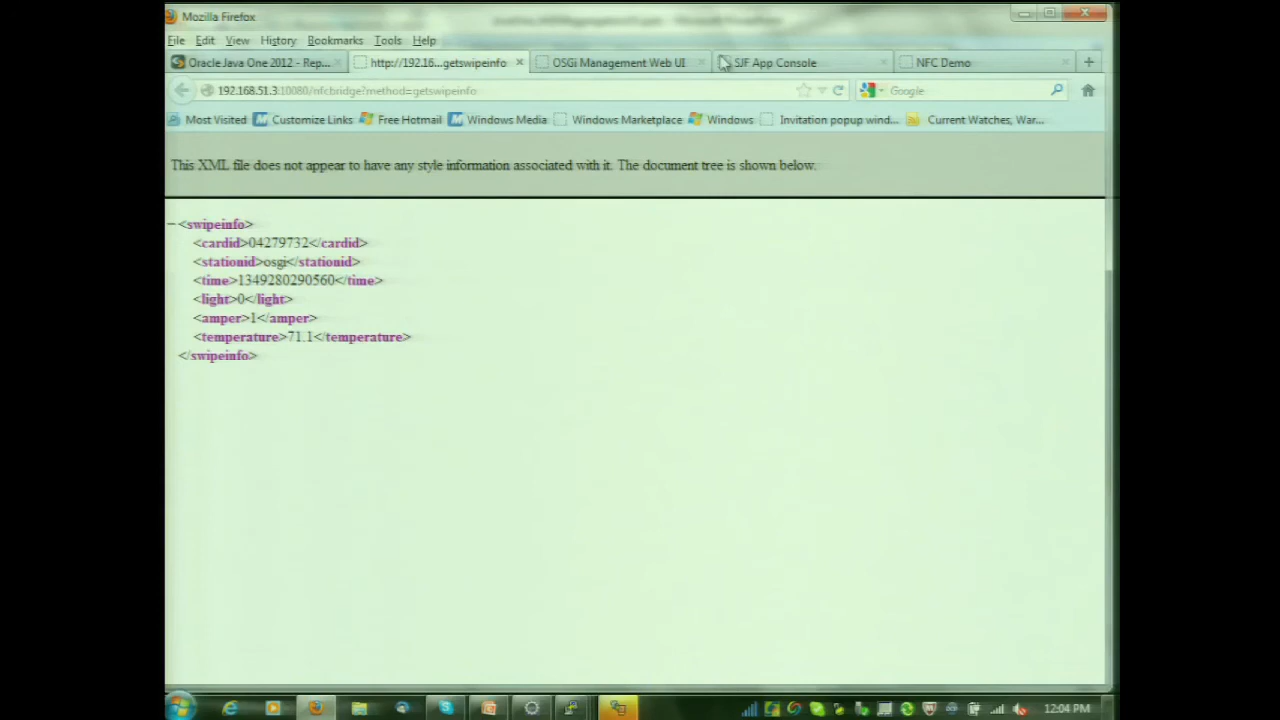 Mozilla Firefox
File Edit View History Bookmarks Tools Help
Oracle Java One 2012 - Rep... http://192.16...getswipeinfo OSGi Management Web UI SJF App Console NFC Demo
192.168.51.3:10080/nfcbridge?method=getswipeinfo Google
Most Visited Customize Links Free Hotmail Windows Media Windows Marketplace Windows Invitation popup wind... Current Watches, War...
This XML file does not appear to have any style information associated with it. The document tree is shown below.
−<swipeinfo>
<cardid>04279732</cardid>
<stationid>osgi</stationid>
<time>1349280290560</time>
<light>0</light>
<amper>1</amper>
<temperature>71.1</temperature>
</swipeinfo>
12:04 PM